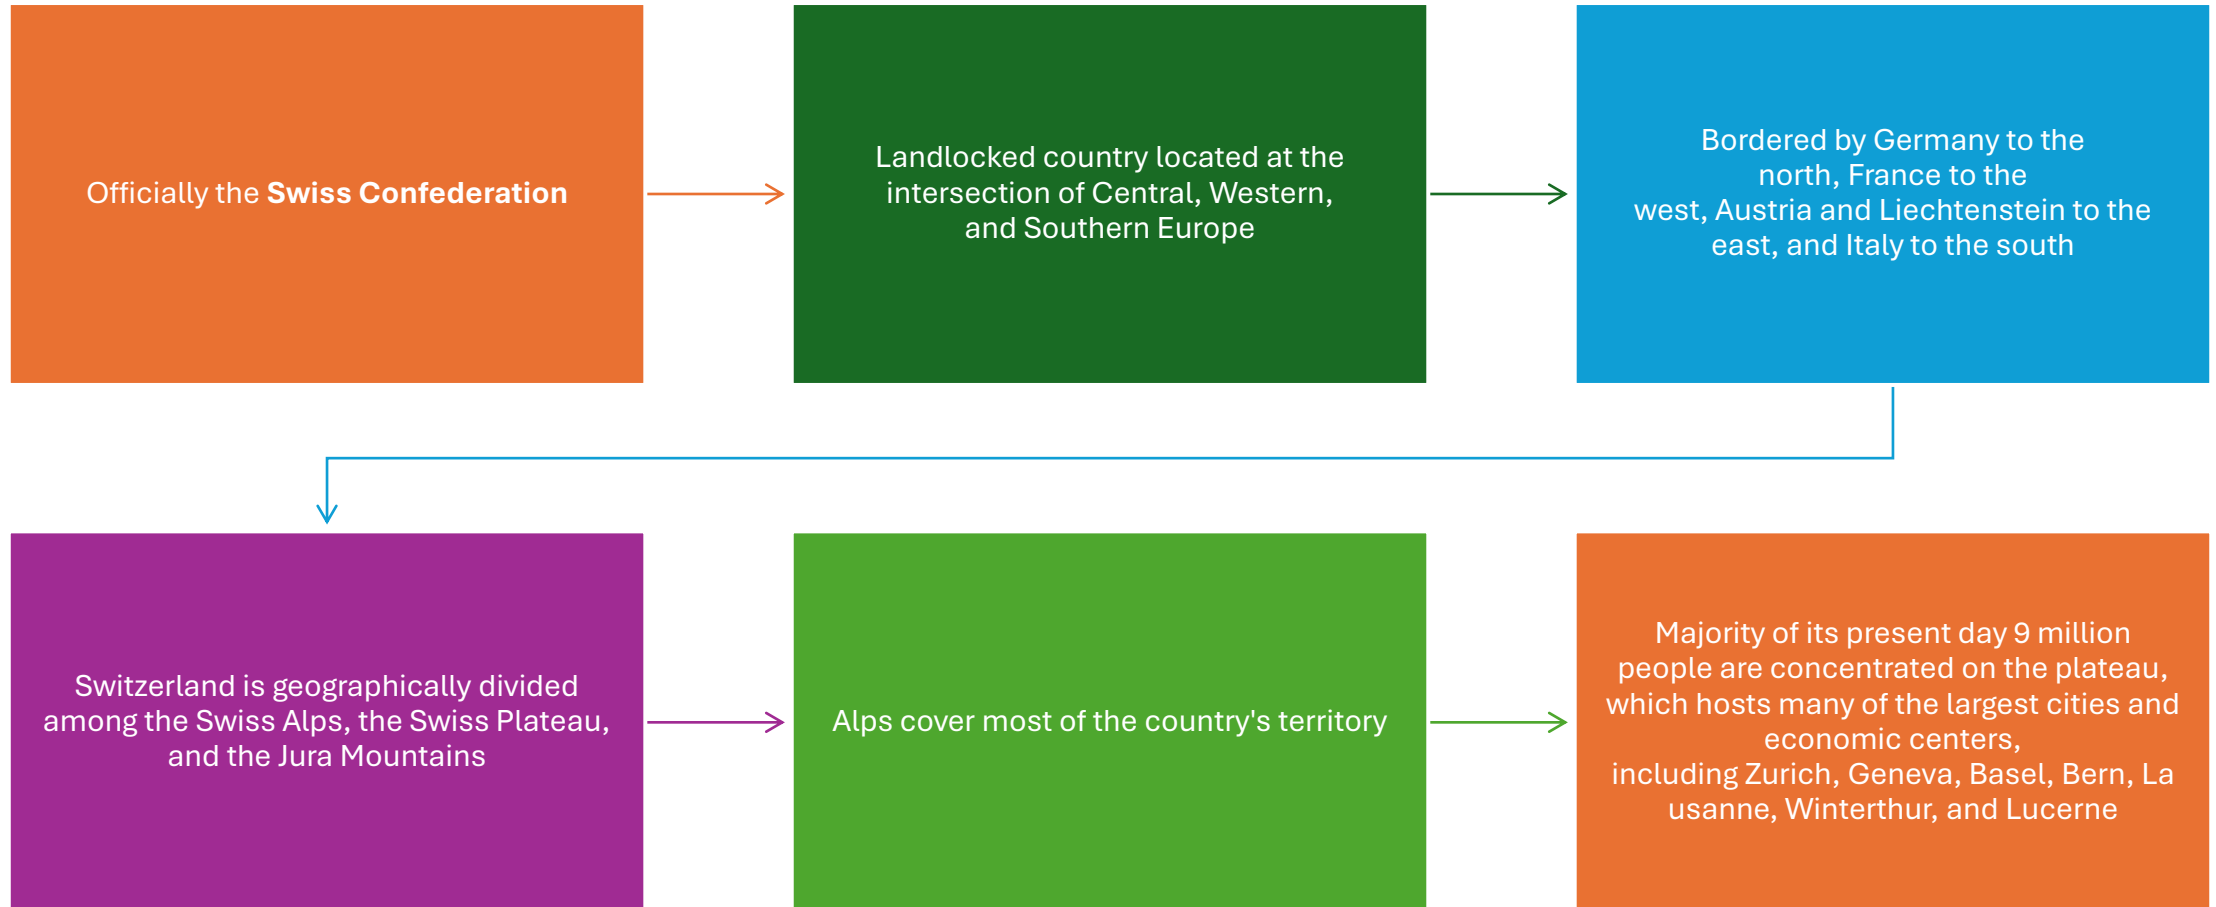 Officially the Swiss Confederation
Landlocked country located at the
intersection of Central, Western,
and Southern Europe
Bordered by Germany to the
north, France to the
west, Austria and Liechtenstein to the
east, and Italy to the south
Switzerland is geographically divided
among the Swiss Alps, the Swiss Plateau,
and the Jura Mountains
Alps cover most of the country's territory
Majority of its present day 9 million
people are concentrated on the plateau,
which hosts many of the largest cities and
economic centers,
including Zurich, Geneva, Basel, Bern, La
usanne, Winterthur, and Lucerne